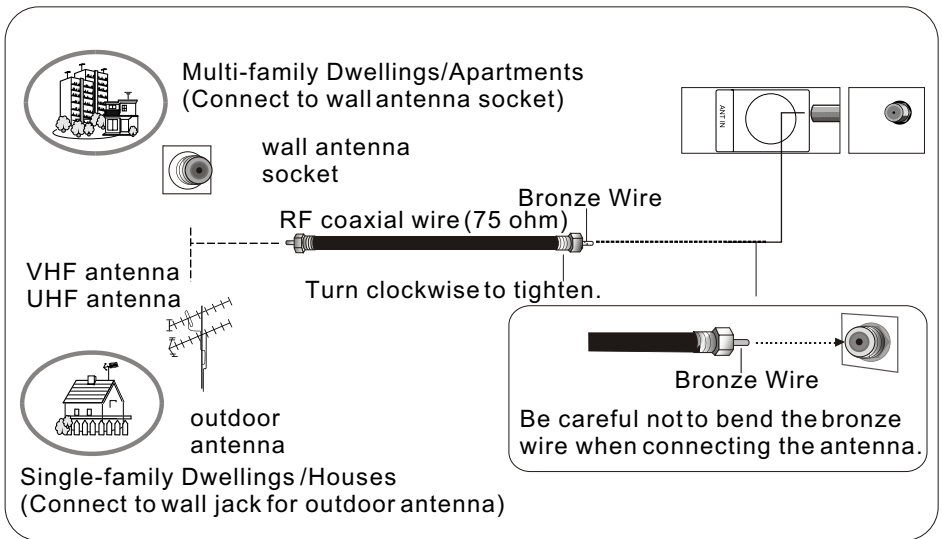 Multi-family Dwellings/Apartments
(Connect to wall antenna socket)
ANT IN
wall antenna
socket
Bronze Wire
RF coaxial wire (75 ohm)
VHF antenna
UHF antenna
Turn clockwise to tighten.
Bronze Wire
outdoor
antenna
Be careful not to bend the bronze
wire when connecting the antenna.
Single-family Dwellings /Houses
(Connect to wall jack for outdoor antenna)